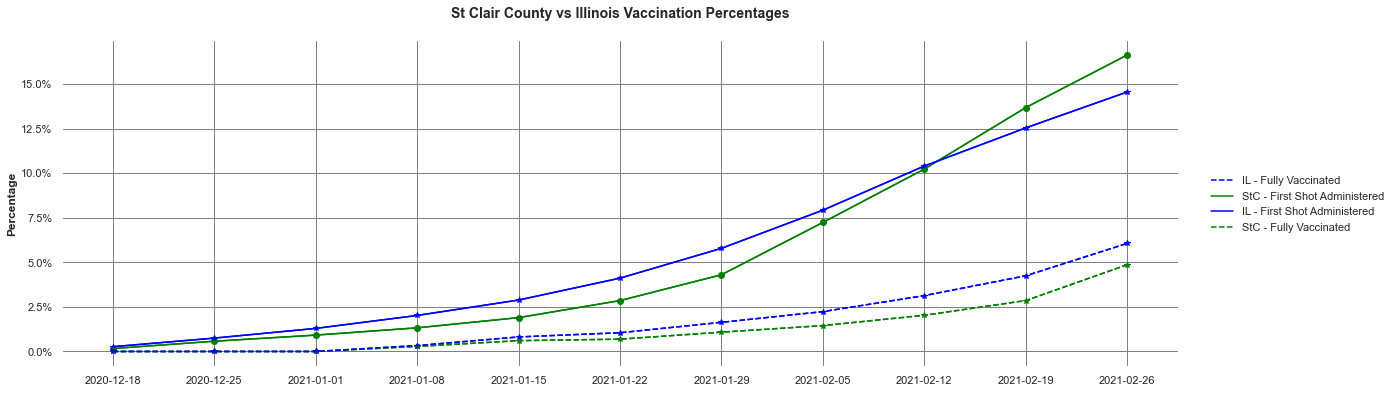 St Clair County vs Illinois Vaccination Percentages
Percentage
15.0%
12.5%
10.0%
7.5%
5.0%
2.5%
0.0%
2020-12-18 2020-12-25 2021-01-01 2021-01-08 2021-01-15 2021-01-22 2021-01-29 2021-02-05 2021-02-12 2021-02-19 2021-02-26
IL - Fully Vaccinated
StC - First Shot Administered
IL - First Shot Administered
StC - Fully Vaccinated